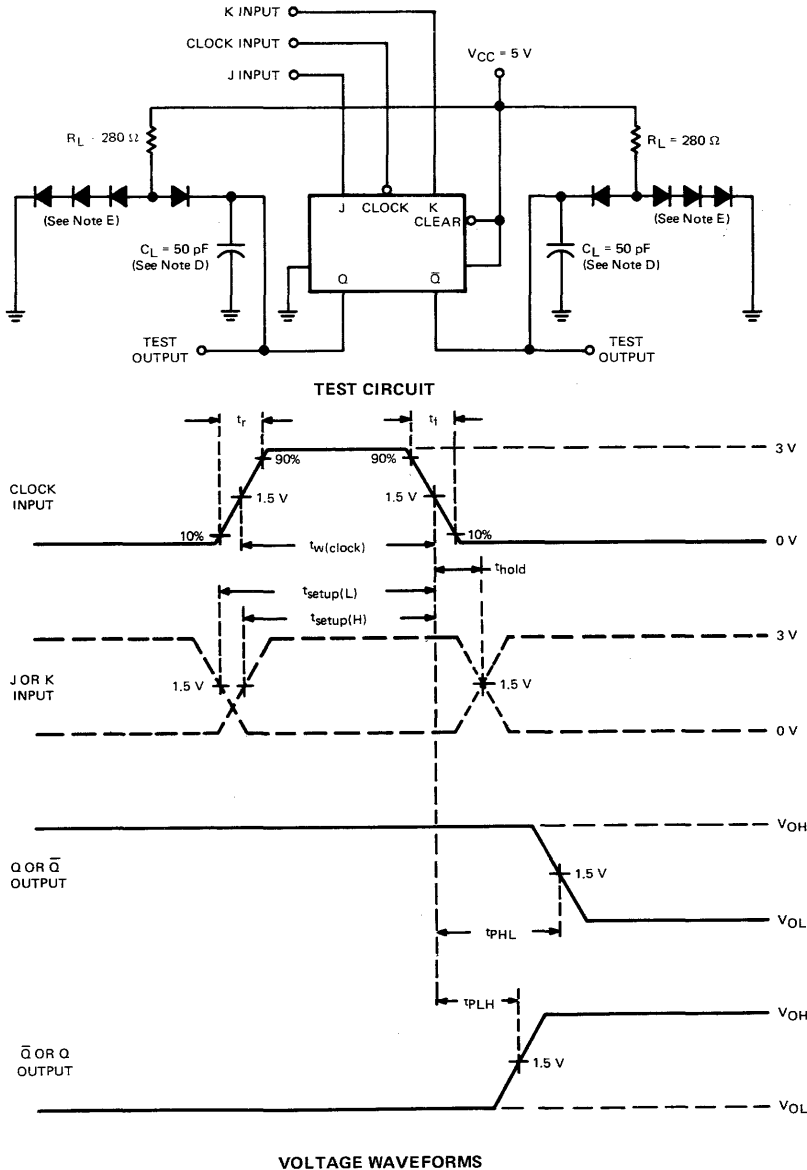 K INPUT
CLOCK INPUT
J INPUT
VCC = 5 V
RL - 280 Ω
RL = 280 Ω
J CLOCK K
CLEAR
(See Note E)
(See Note E)
CL = 50 pF
(See Note D)
CL = 50 pF
(See Note D)
Q Q̅
TEST
OUTPUT
TEST
OUTPUT
TEST CIRCUIT
tr
tf
90%
90%
3 V
CLOCK
INPUT
1.5 V
1.5 V
10%
10%
0 V
tw(clock)
thold
tsetup(L)
tsetup(H)
3 V
J OR K
INPUT
1.5 V
1.5 V
0 V
VOH
Q OR Q̅
OUTPUT
1.5 V
VOL
tPHL
tPLH
VOH
Q̅ OR Q
OUTPUT
1.5 V
VOL
VOLTAGE WAVEFORMS